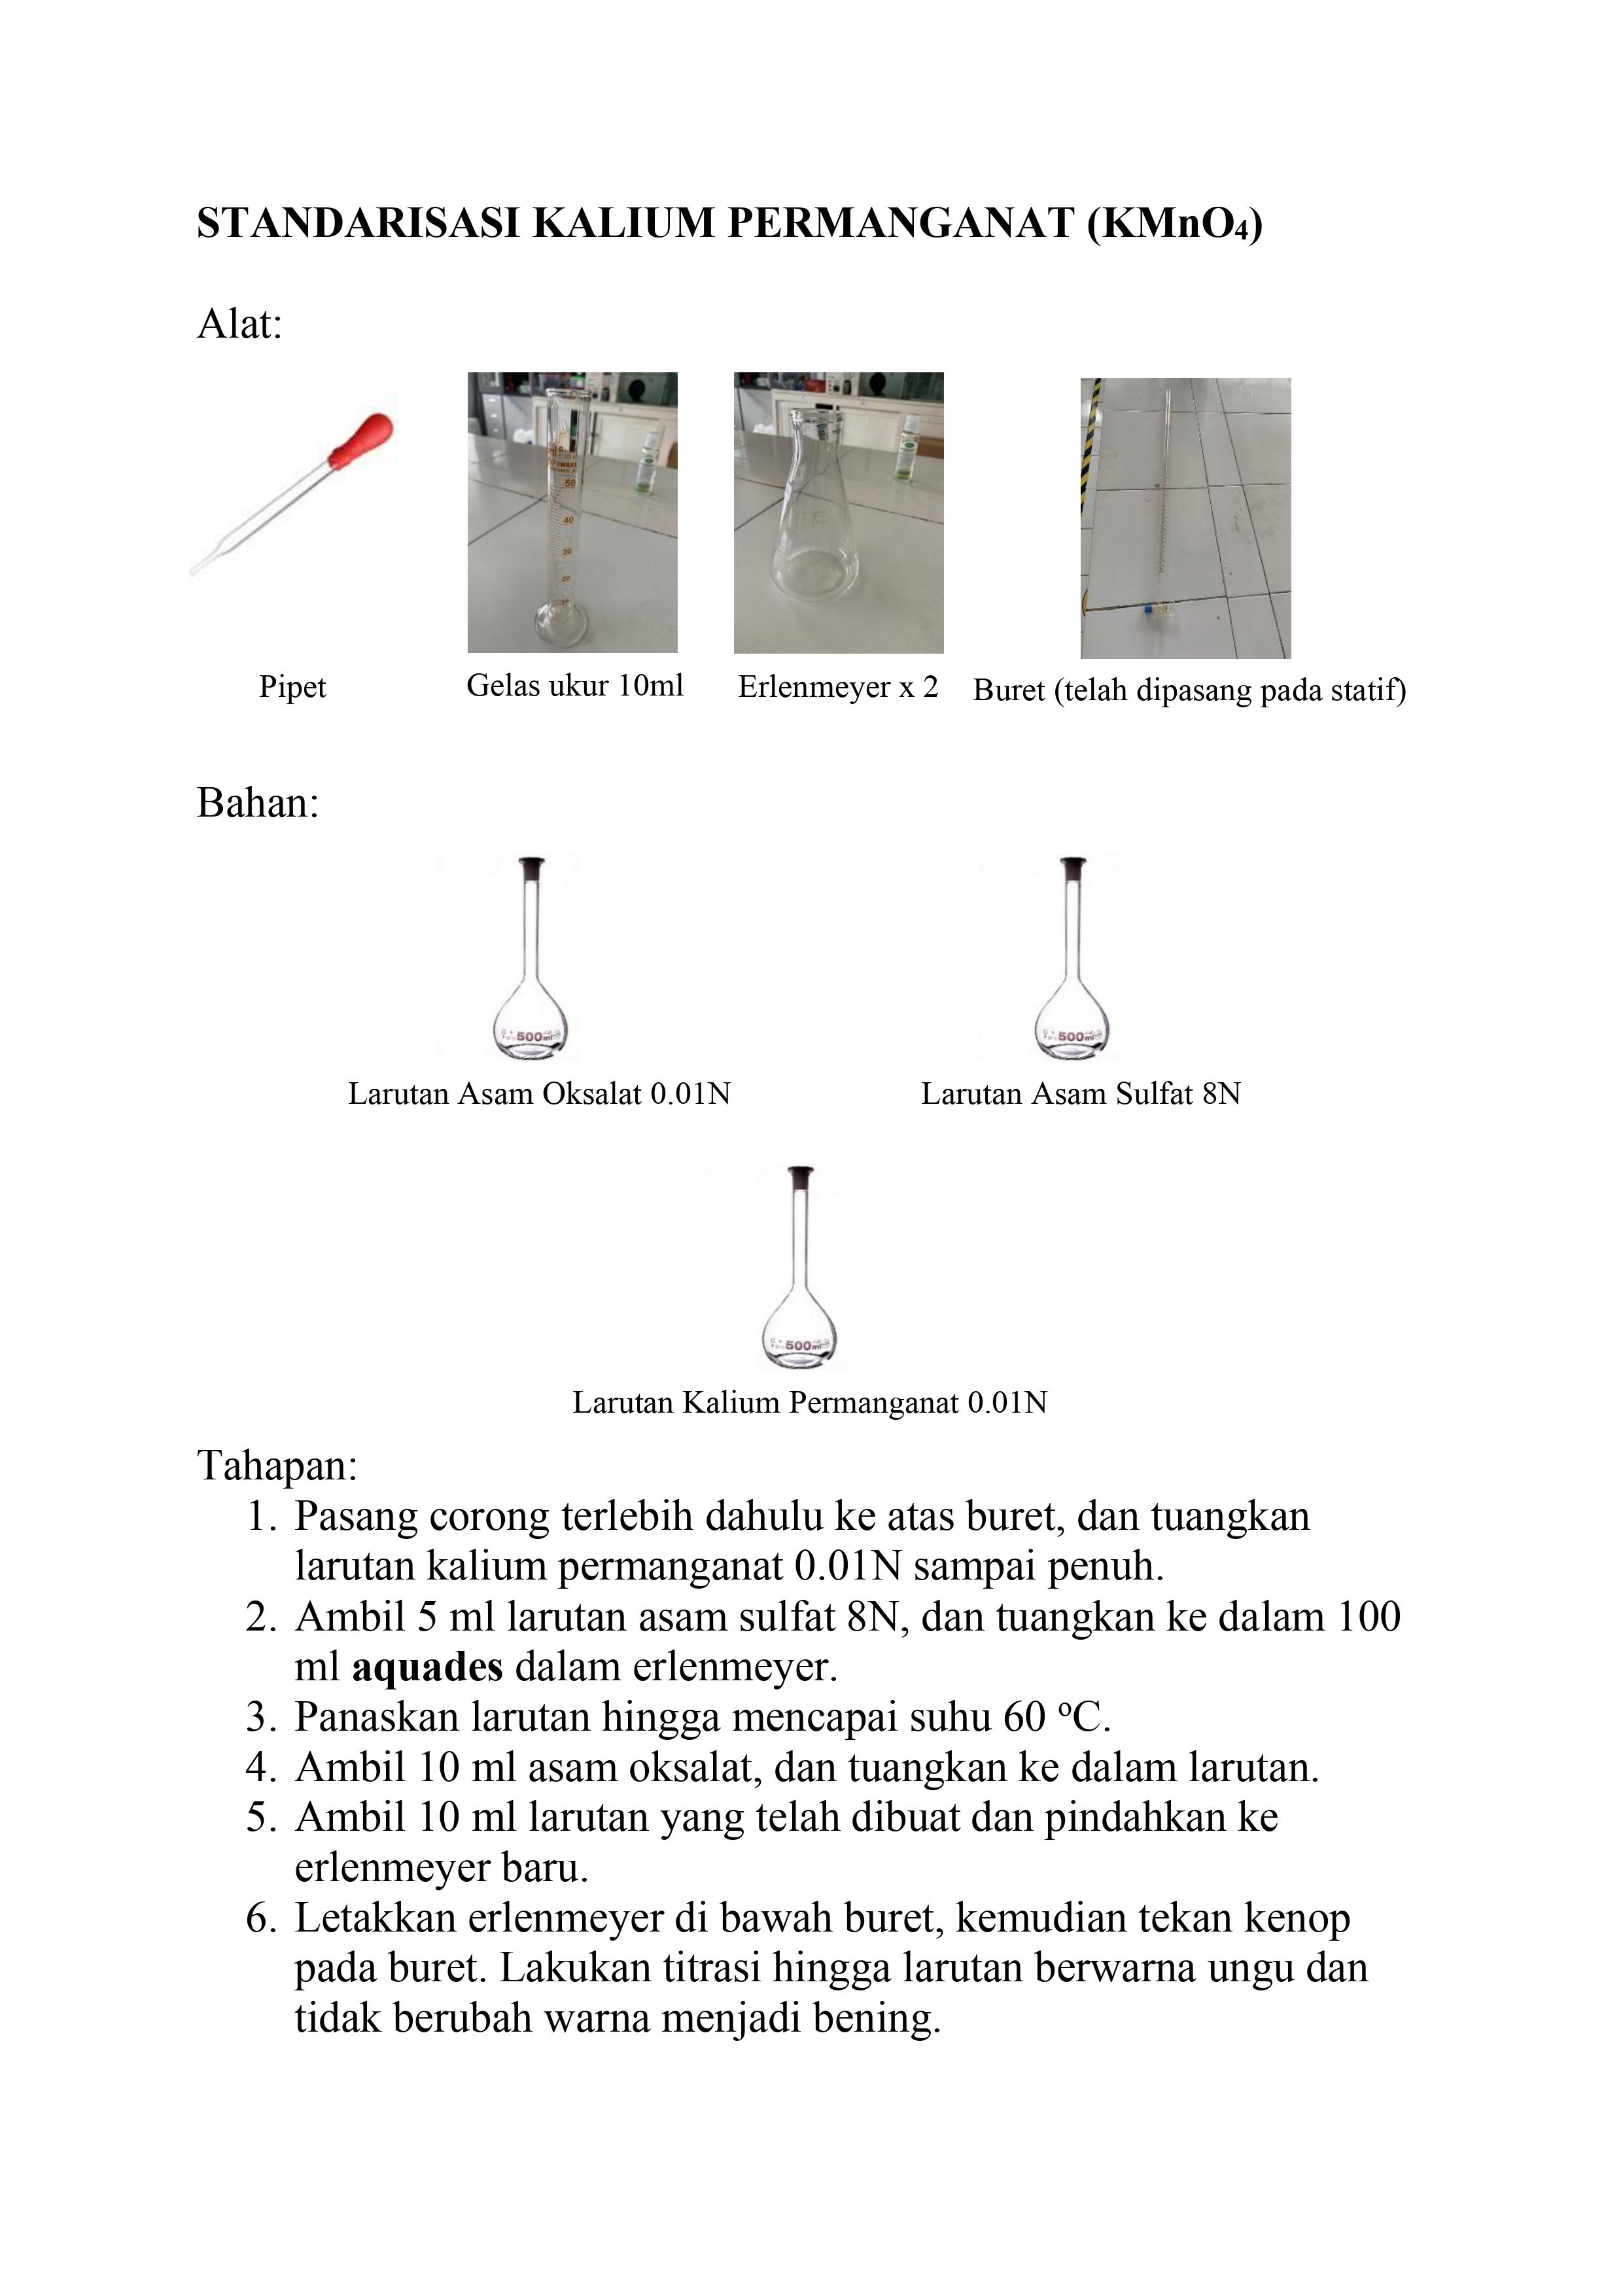 STANDARISASI KALIUM PERMANGANAT (KMnO4)
Alat:
60
40
30
20
10
Pipet
Gelas ukur 10ml
Erlenmeyer x 2
Buret (telah dipasang pada statif)
Bahan:
500ml
500ml
Larutan Asam Oksalat 0.01N
Larutan Asam Sulfat 8N
500ml
Larutan Kalium Permanganat 0.01N
Tahapan:
1. Pasang corong terlebih dahulu ke atas buret, dan tuangkan
larutan kalium permanganat 0.01N sampai penuh.
2. Ambil 5 ml larutan asam sulfat 8N, dan tuangkan ke dalam 100
ml aquades dalam erlenmeyer.
3. Panaskan larutan hingga mencapai suhu 60 ᵒC.
4. Ambil 10 ml asam oksalat, dan tuangkan ke dalam larutan.
5. Ambil 10 ml larutan yang telah dibuat dan pindahkan ke
erlenmeyer baru.
6. Letakkan erlenmeyer di bawah buret, kemudian tekan kenop
pada buret. Lakukan titrasi hingga larutan berwarna ungu dan
tidak berubah warna menjadi bening.